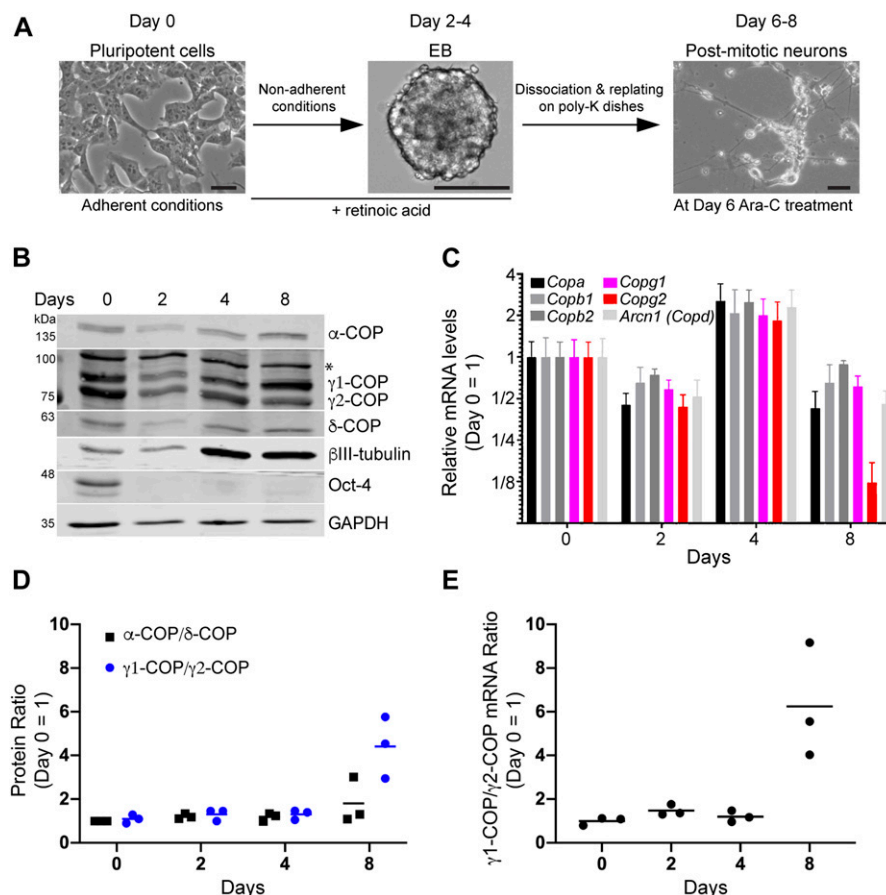 A
Day 0
Day 2-4
Day 6-8
Pluripotent cells
EB
Post-mitotic neurons
Non-adherent
conditions
Dissociation & replating
on poly-K dishes
Adherent conditions
+ retinoic acid
At Day 6 Ara-C treatment
B
Days 0 2 4 8
kDa
135
α-COP
100
*
γ1-COP
75
γ2-COP
63
δ-COP
βIII-tubulin
48
Oct-4
35
GAPDH
C
Relative mRNA levels
(Day 0 = 1)
4
2
1
1/2
1/4
1/8
Copa
Copb1
Copb2
Copg1
Copg2
Arcn1 (Copd)
0 2 4 8
Days
D
Protein Ratio
(Day 0 = 1)
10
8
6
4
2
0
α-COP/δ-COP
γ1-COP/γ2-COP
0 2 4 8
Days
E
γ1-COP/γ2-COP mRNA Ratio
(Day 0 = 1)
10
8
6
4
2
0
0 2 4 8
Days